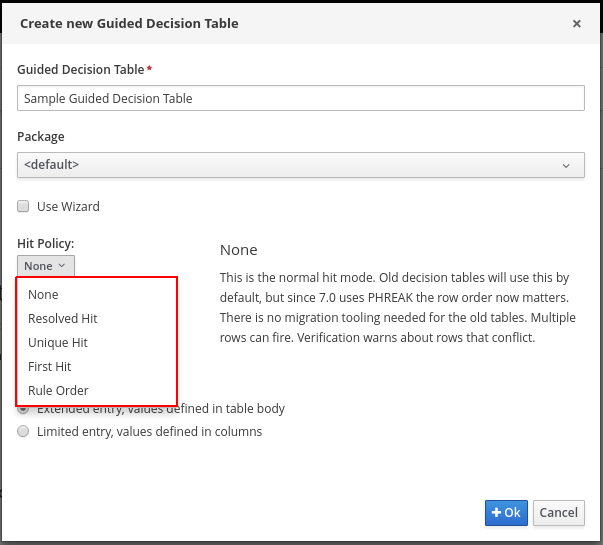 Create new Guided Decision Table
Guided Decision Table *
Sample Guided Decision Table
Package
<default>
Use Wizard
Hit Policy:
None
None
Resolved Hit
Unique Hit
First Hit
Rule Order
None
This is the normal hit mode. Old decision tables will use this by
default, but since 7.0 uses PHREAK the row order now matters.
There is no migration tooling needed for the old tables. Multiple
rows can fire. Verification warns about rows that conflict.
Extended entry, values defined in table body
Limited entry, values defined in columns
Ok
Cancel